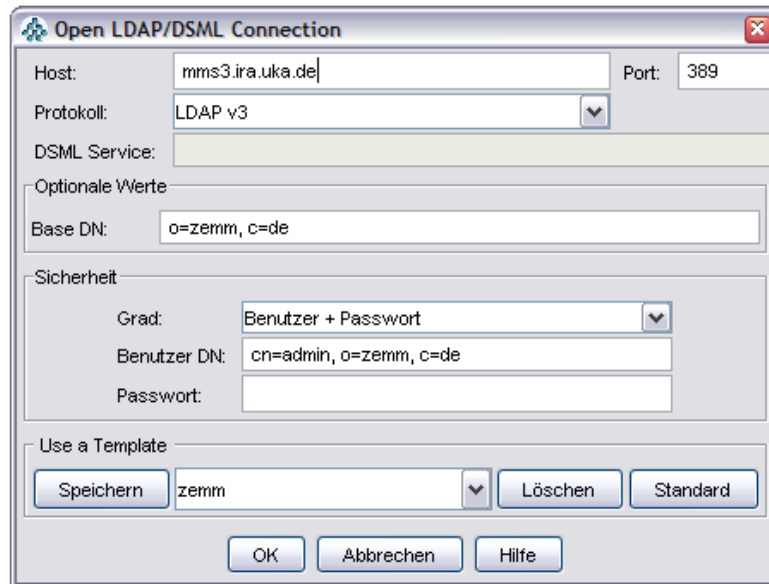 Open LDAP/DSML Connection
Host: mms3.ira.uka.de Port: 389
Protokoll: LDAP v3
DSML Service:
Optionale Werte
Base DN: o=zemm, c=de
Sicherheit
Grad: Benutzer + Passwort
Benutzer DN: cn=admin, o=zemm, c=de
Passwort:
Use a Template
Speichern zemm Löschen Standard
OK Abbrechen Hilfe